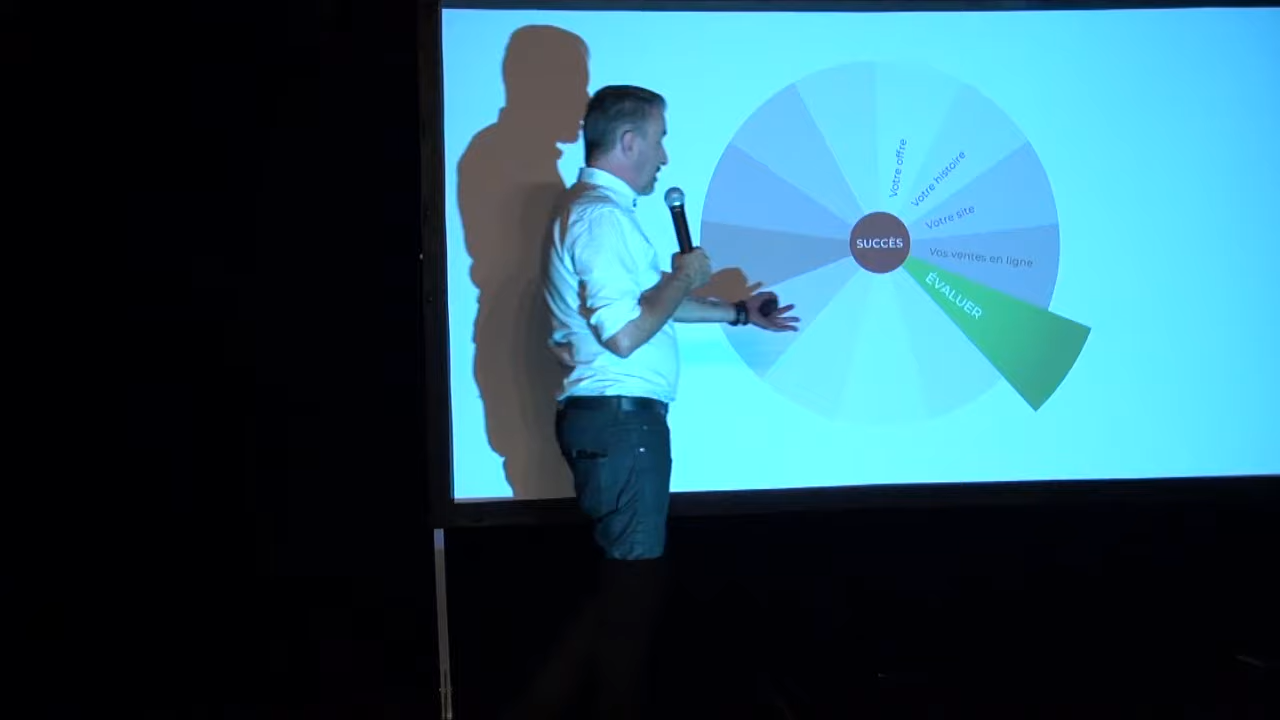 Votre offre
Votre histoire
Votre site
SUCCÈS
Vos ventes en ligne
ÉVALUER